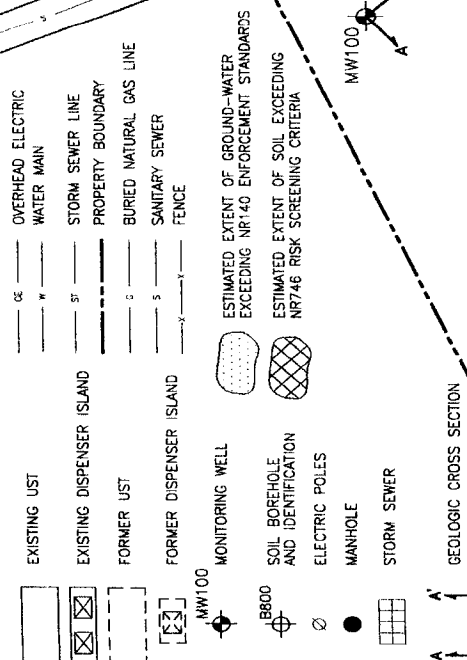 EXISTING UST
EXISTING DISPENSER ISLAND
FORMER UST
FORMER DISPENSER ISLAND
MW100
MONITORING WELL
B800
SOIL BOREHOLE
AND IDENTIFICATION
ELECTRIC POLES
MANHOLE
STORM SEWER
A A'
GEOLOGIC CROSS SECTION
OE OVERHEAD ELECTRIC
W WATER MAIN
ST STORM SEWER LINE
PROPERTY BOUNDARY
G BURIED NATURAL GAS LINE
S SANITARY SEWER
X X FENCE
ESTIMATED EXTENT OF GROUND-WATER
EXCEEDING NR140 ENFORCEMENT STANDARDS
ESTIMATED EXTENT OF SOIL EXCEEDING
NR746 RISK SCREENING CRITERIA
S
MW100
A'